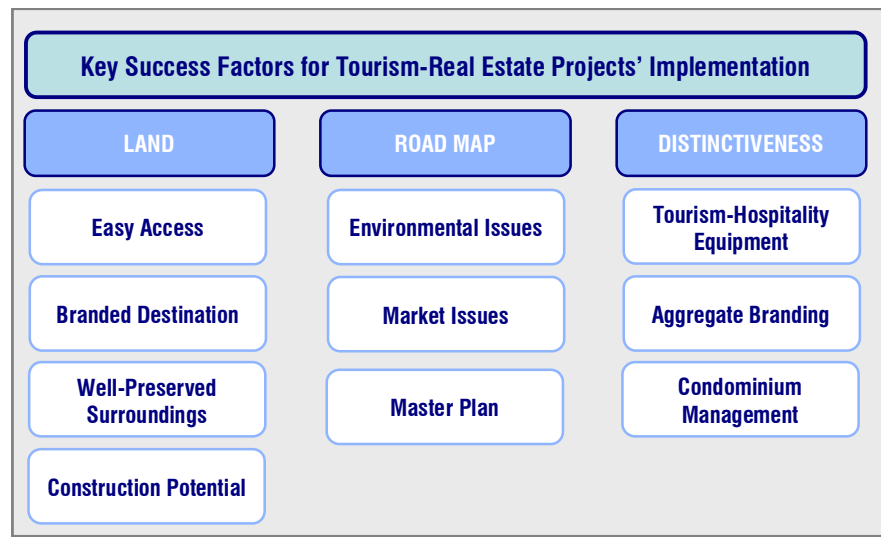 Key Success Factors for Tourism-Real Estate Projects’ Implementation
LAND
Easy Access
Branded Destination
Well-Preserved
Surroundings
Construction Potential
ROAD MAP
Environmental Issues
Market Issues
Master Plan
DISTINCTIVENESS
Tourism-Hospitality
Equipment
Aggregate Branding
Condominium
Management